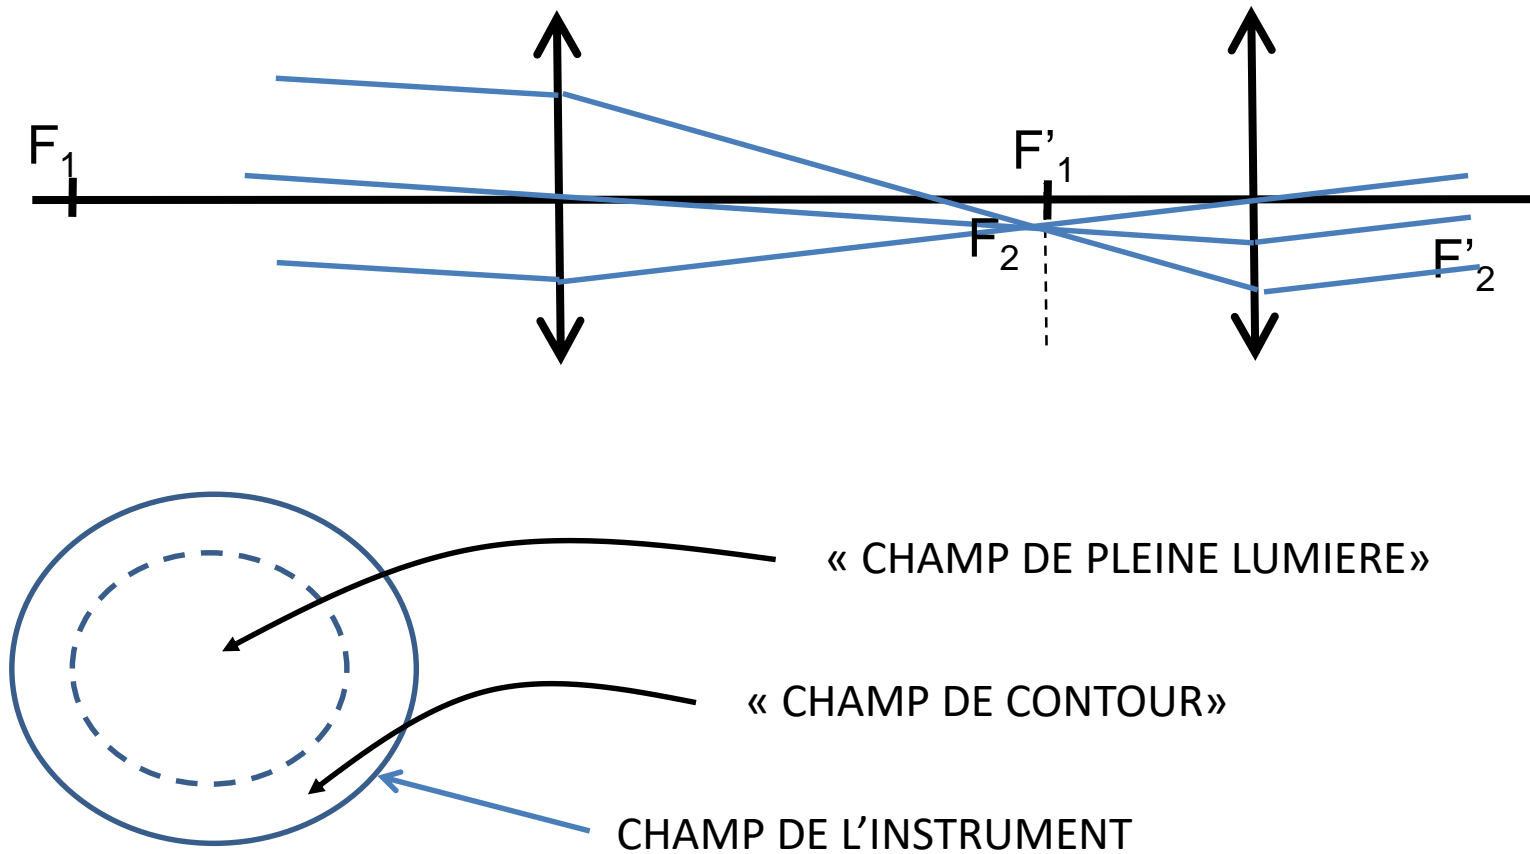 F₁
F’₁
F₂
F’₂
« CHAMP DE PLEINE LUMIERE»
« CHAMP DE CONTOUR»
CHAMP DE L’INSTRUMENT